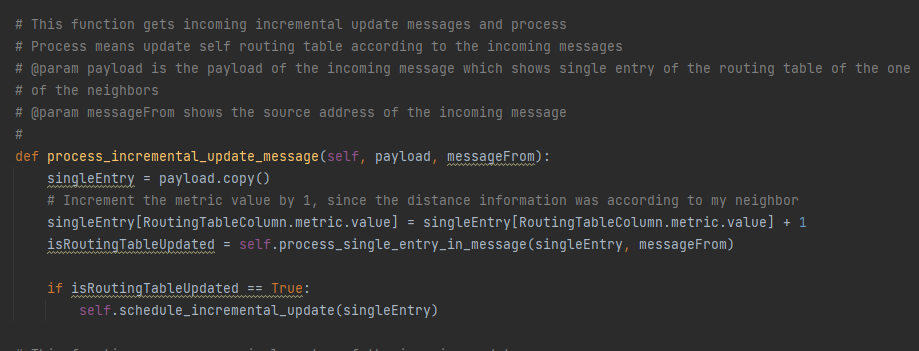 # This function gets incoming incremental update messages and process
# Process means update self routing table according to the incoming messages
# @param payload is the payload of the incoming message which shows single entry of the routing table of the one
# of the neighbors
# @param messageFrom shows the source address of the incoming message
#
def process_incremental_update_message(self, payload, messageFrom):
    singleEntry = payload.copy()
    # Increment the metric value by 1, since the distance information was according to my neighbor
    singleEntry[RoutingTableColumn.metric.value] = singleEntry[RoutingTableColumn.metric.value] + 1
    isRoutingTableUpdated = self.process_single_entry_in_message(singleEntry, messageFrom)
    if isRoutingTableUpdated == True:
        self.schedule_incremental_update(singleEntry)